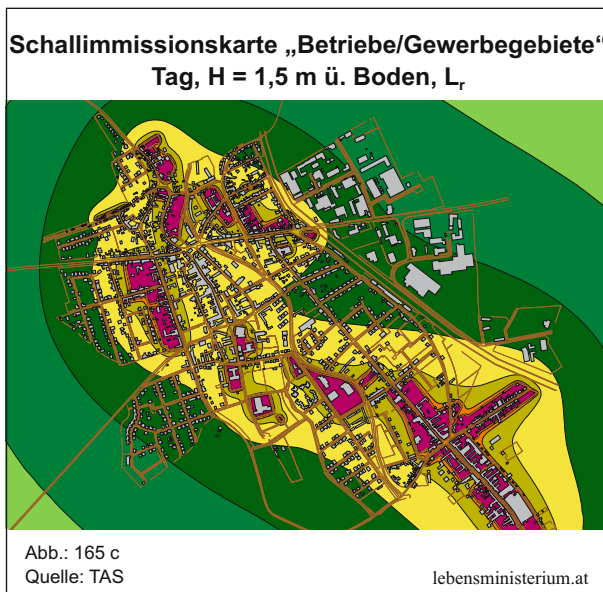 Schallimmissionskarte „Betriebe/Gewerbegebiete“
Tag, H = 1,5 m ü. Boden, Lr
Abb.: 165 c
Quelle: TAS
lebensministerium.at